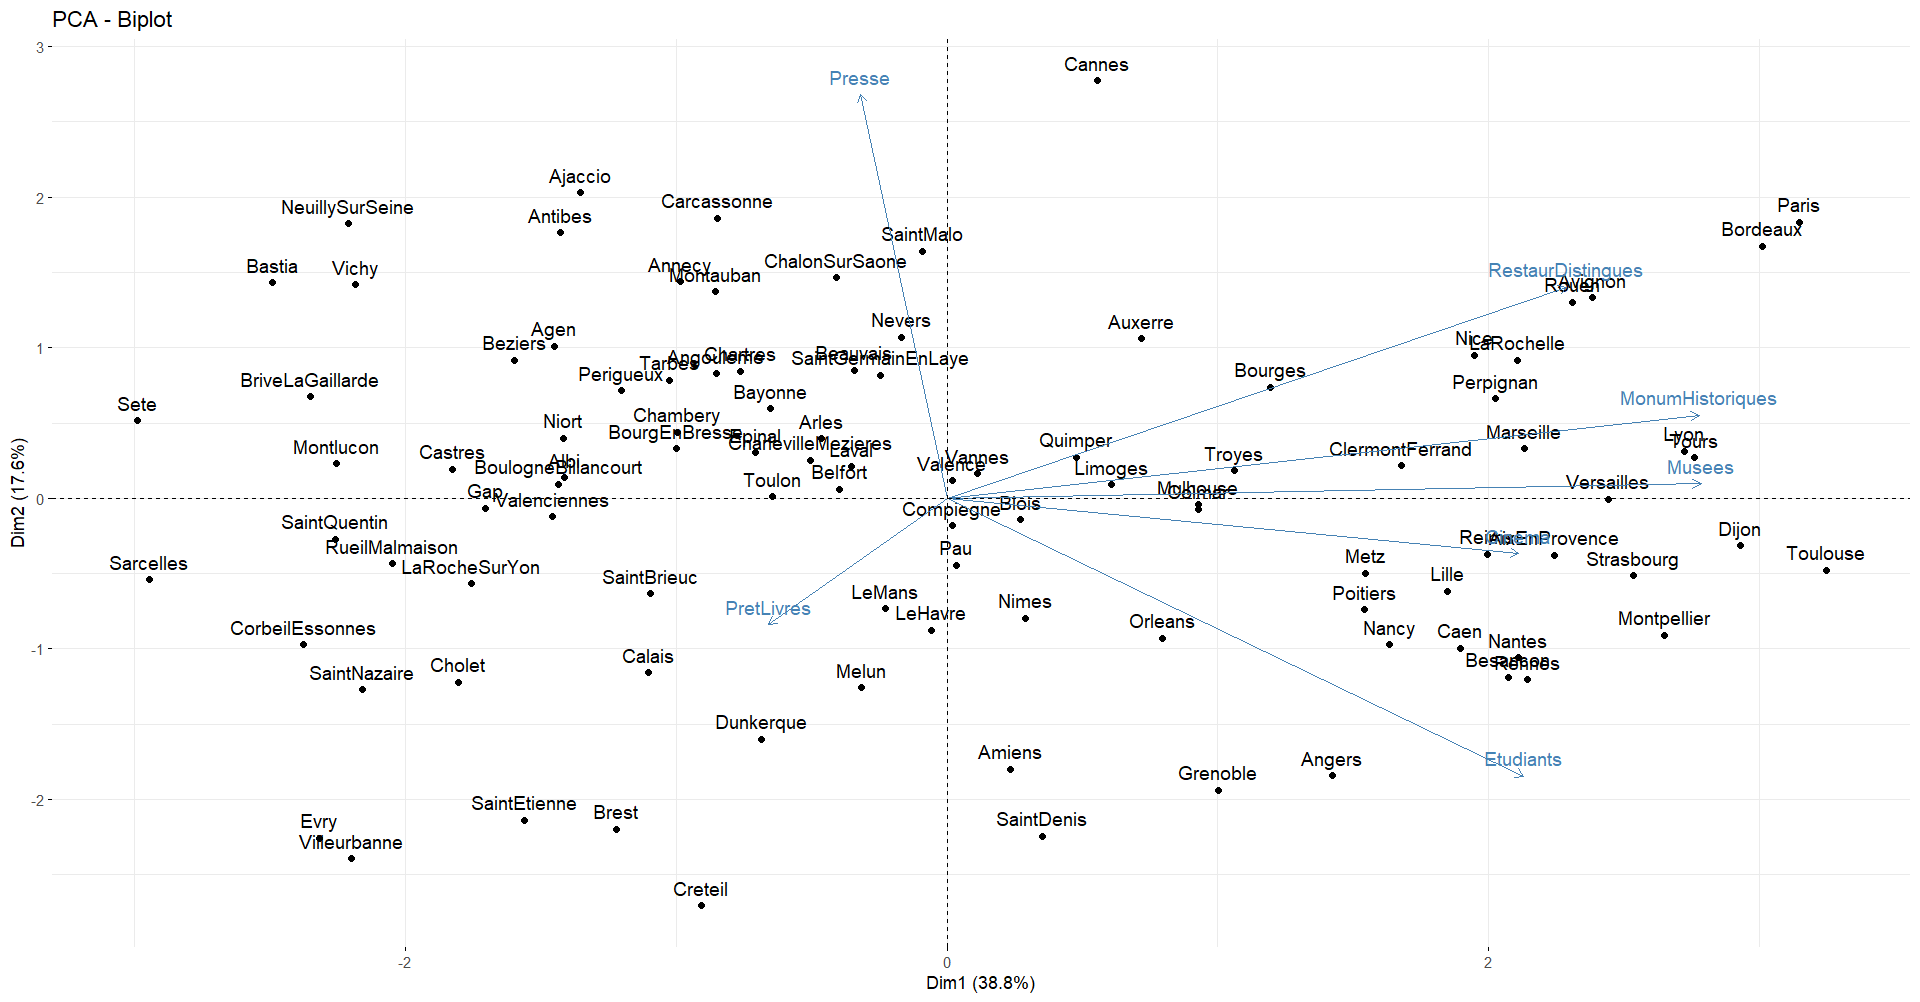 PCA - Biplot
3
Cannes
Presse
Ajaccio
2
NeuillySurSeine
Antibes
Carcassonne
Paris
Bordeaux
SaintMalo
Bastia
Vichy
Annecy
Montauban
ChalonSurSaone
RestaurDistingues
Rouen
Avignon
Nevers
Auxerre
1
Agen
Beziers
Nice
LaRochelle
Tarbes
Angouleme
Chartres
Beauvais
SaintGermainEnLaye
Perigueux
Bourges
BriveLaGaillarde
Perpignan
Bayonne
MonumHistoriques
Sete
Niort
Chambery
Arles
BourgEnBresse
Epinal
CharlevilleMezieres
Laval
Quimper
Marseille
Lyon
Tours
Montlucon
Castres
Albi
BoulogneBillancourt
Belfort
Valence
Vannes
Limoges
Troyes
ClermontFerrand
Musees
Toulon
Versailles
Dim2 (17.6%)
0
Gap
Valenciennes
Mulhouse
Colmar
Compiegne
Blois
SaintQuentin
Reims
Cinema
AixEnProvence
Dijon
RueilMalmaison
Pau
Metz
Strasbourg
Toulouse
Sarcelles
LaRocheSurYon
SaintBrieuc
Lille
PretLivres
LeMans
LeHavre
Nimes
Poitiers
Orleans
Montpellier
CorbeilEssonnes
Nancy
Caen
Nantes
-1
Besancon
Rennes
SaintNazaire
Cholet
Calais
Melun
Dunkerque
Amiens
Grenoble
Angers
Etudiants
-2
SaintEtienne
Brest
SaintDenis
Evry
Villeurbanne
Creteil
-2
0
2
Dim1 (38.8%)